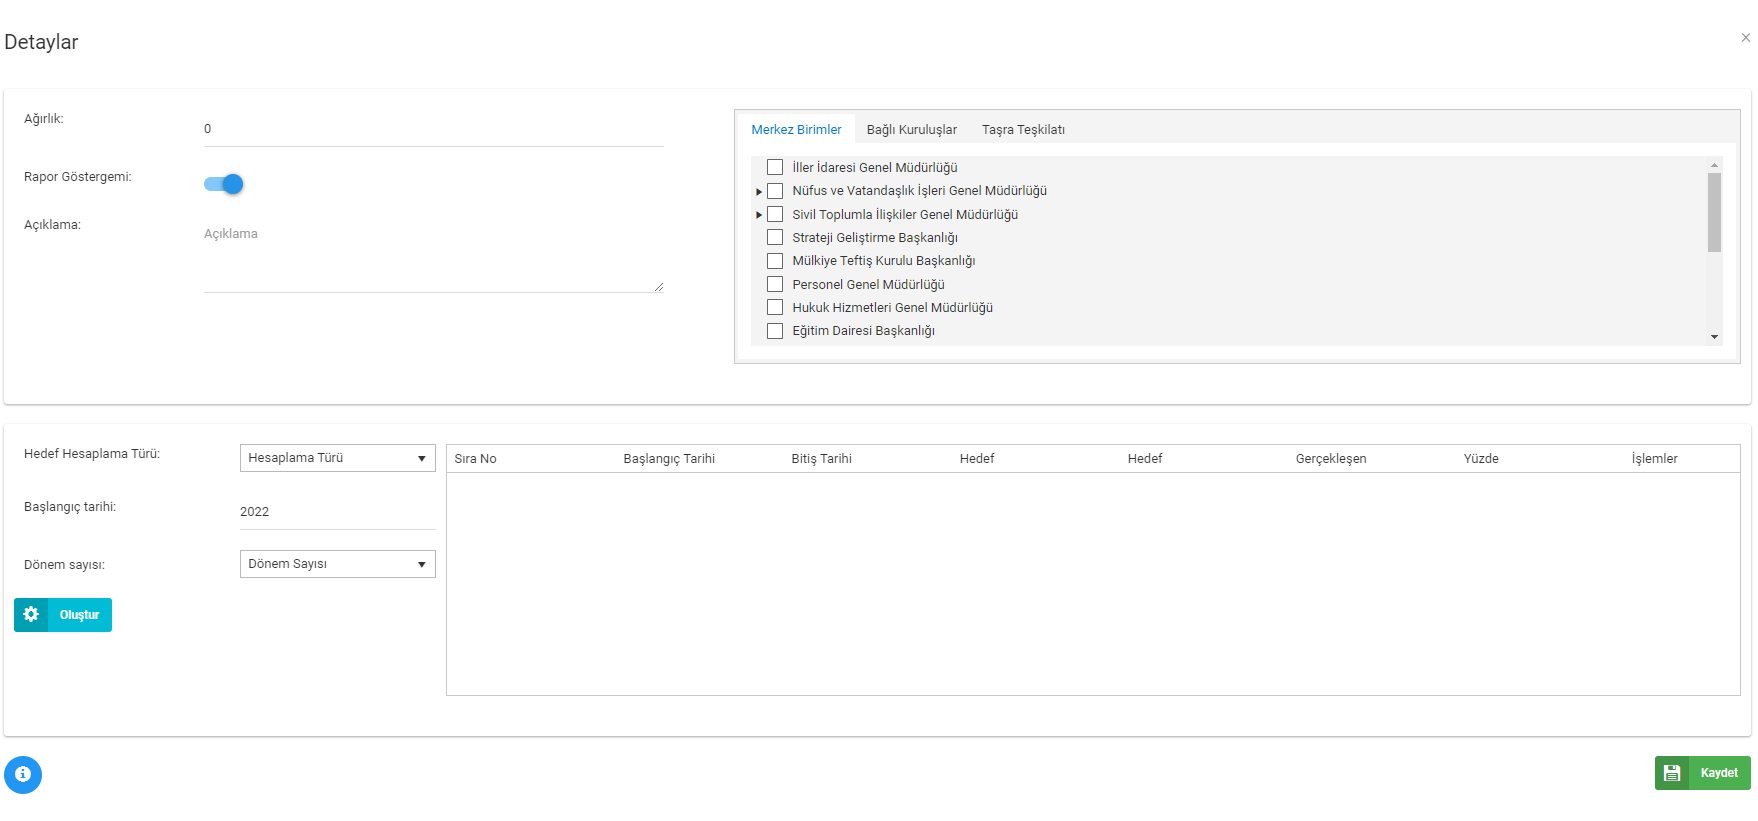 Detaylar
Ağırlık:
0
Rapor Göstergemi:
Açıklama:
Açıklama
Merkez Birimler Bağlı Kuruluşlar Taşra Teşkilatı
İller İdaresi Genel Müdürlüğü
Nüfus ve Vatandaşlık İşleri Genel Müdürlüğü
Sivil Toplumla İlişkiler Genel Müdürlüğü
Strateji Geliştirme Başkanlığı
Mülkiye Teftiş Kurulu Başkanlığı
Personel Genel Müdürlüğü
Hukuk Hizmetleri Genel Müdürlüğü
Eğitim Dairesi Başkanlığı
Hedef Hesaplama Türü:
Hesaplama Türü
Başlangıç tarihi:
2022
Dönem sayısı:
Dönem Sayısı
Oluştur
Sıra No Başlangıç Tarihi Bitiş Tarihi Hedef Hedef Gerçekleşen Yüzde İşlemler
Kaydet